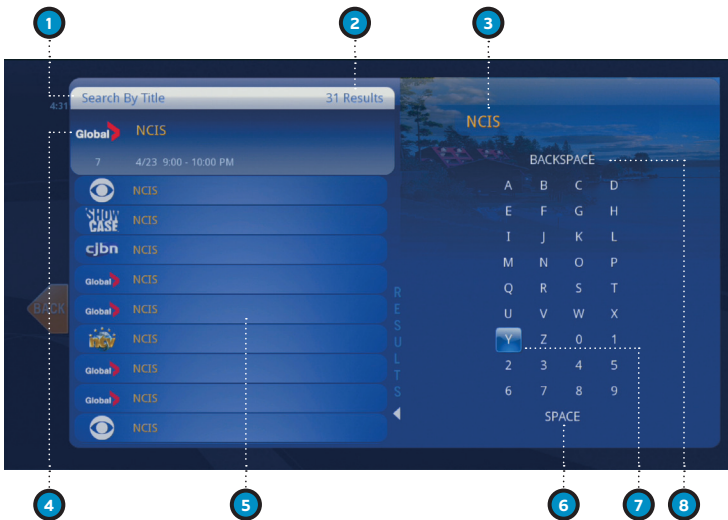 1 2 3
4:31
Search By Title 31 Results
Global NCIS
7 4/23 9:00 - 10:00 PM
NCIS
SHOWCASE NCIS
cjbn NCIS
Global NCIS
Global NCIS
NCIS
Global NCIS
Global NCIS
NCIS
BACK
RESULTS
NCIS
BACKSPACE
A B C D
E F G H
I J K L
M N O P
Q R S T
U V W X
Y Z 0 1
2 3 4 5
6 7 8 9
SPACE
4 5 6 7 8